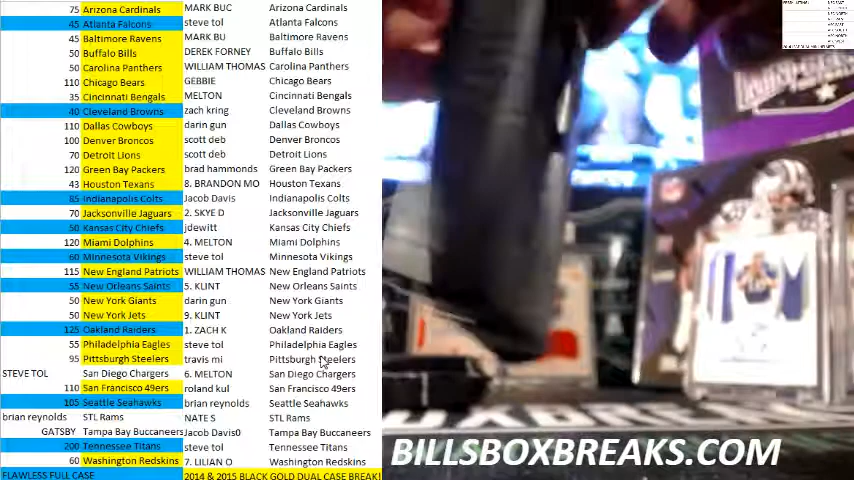 75 Arizona Cardinals MARK BUC Arizona Cardinals
45 Atlanta Falcons steve tol Atlanta Falcons
45 Baltimore Ravens MARK BU Baltimore Ravens
50 Buffalo Bills DEREK FORNEY Buffalo Bills
50 Carolina Panthers WILLIAM THOMAS Carolina Panthers
110 Chicago Bears GEBBIE Chicago Bears
35 Cincinnati Bengals MELTON Cincinnati Bengals
40 Cleveland Browns zach kring Cleveland Browns
110 Dallas Cowboys darin gun Dallas Cowboys
100 Denver Broncos scott deb Denver Broncos
70 Detroit Lions scott deb Detroit Lions
120 Green Bay Packers brad hammonds Green Bay Packers
43 Houston Texans 8. BRANDON MO Houston Texans
85 Indianapolis Colts Jacob Davis Indianapolis Colts
70 Jacksonville Jaguars 2. SKYE D Jacksonville Jaguars
50 Kansas City Chiefs jdewitt Kansas City Chiefs
120 Miami Dolphins 4. MELTON Miami Dolphins
60 Minnesota Vikings steve tol Minnesota Vikings
115 New England Patriots WILLIAM THOMAS New England Patriots
55 New Orleans Saints 5. KLINT New Orleans Saints
50 New York Giants darin gun New York Giants
50 New York Jets 9. KLINT New York Jets
125 Oakland Raiders 1. ZACH K Oakland Raiders
55 Philadelphia Eagles steve tol Philadelphia Eagles
95 Pittsburgh Steelers travis mi Pittsburgh Steelers
STEVE TOL San Diego Chargers 6. MELTON San Diego Chargers
110 San Francisco 49ers roland kul San Francisco 49ers
105 Seattle Seahawks brian reynolds Seattle Seahawks
brian reynolds STL Rams NATE S STL Rams
GATSBY Tampa Bay Buccaneers Jacob Davis0 Tampa Bay Buccaneers
200 Tennessee Titans steve tol Tennessee Titans
60 Washington Redskins 7. LILIAN O Washington Redskins
FLAWLESS FULL CASE 2014 & 2015 BLACK GOLD DUAL CASE BREAK!
BILLSBOXBREAKS.COM